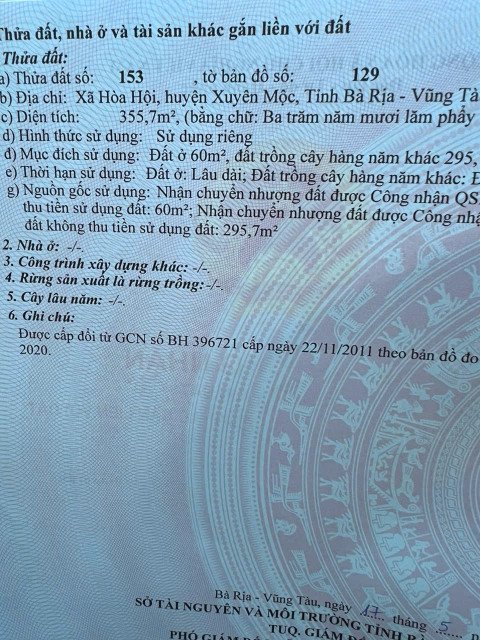 Thửa đất, nhà ở và tài sản khác gắn liền với đất
Thửa đất:
a) Thửa đất số: 153 , tờ bản đồ số: 129
b) Địa chỉ: Xã Hòa Hội, huyện Xuyên Mộc, Tỉnh Bà Rịa - Vũng Tà
c) Diện tích: 355,7m², (bằng chữ: Ba trăm năm mươi lăm phẩy
d) Hình thức sử dụng: Sử dụng riêng
đ) Mục đích sử dụng: Đất ở 60m², đất trồng cây hàng năm khác 295,
e) Thời hạn sử dụng: Đất ở: Lâu dài; Đất trồng cây hàng năm khác: Đ
g) Nguồn gốc sử dụng: Nhận chuyển nhượng đất được Công nhận QS
thu tiền sử dụng đất: 60m²; Nhận chuyển nhượng đất được Công nhậ
đất không thu tiền sử dụng đất: 295,7m²
2. Nhà ở: -/-.
3. Công trình xây dựng khác: -/-.
4. Rừng sản xuất là rừng trồng: -/-.
5. Cây lâu năm: -/-.
6. Ghi chú:
Được cấp đổi từ GCN số BH 396721 cấp ngày 22/11/2011 theo bản đồ đo
2020.
Bà Rịa - Vũng Tàu, ngày 17 tháng 5 n
SỞ TÀI NGUYÊN VÀ MÔI TRƯỜNG TỈNH B
TUQ. GIÁM Đ
PHÓ GIÁM Đ